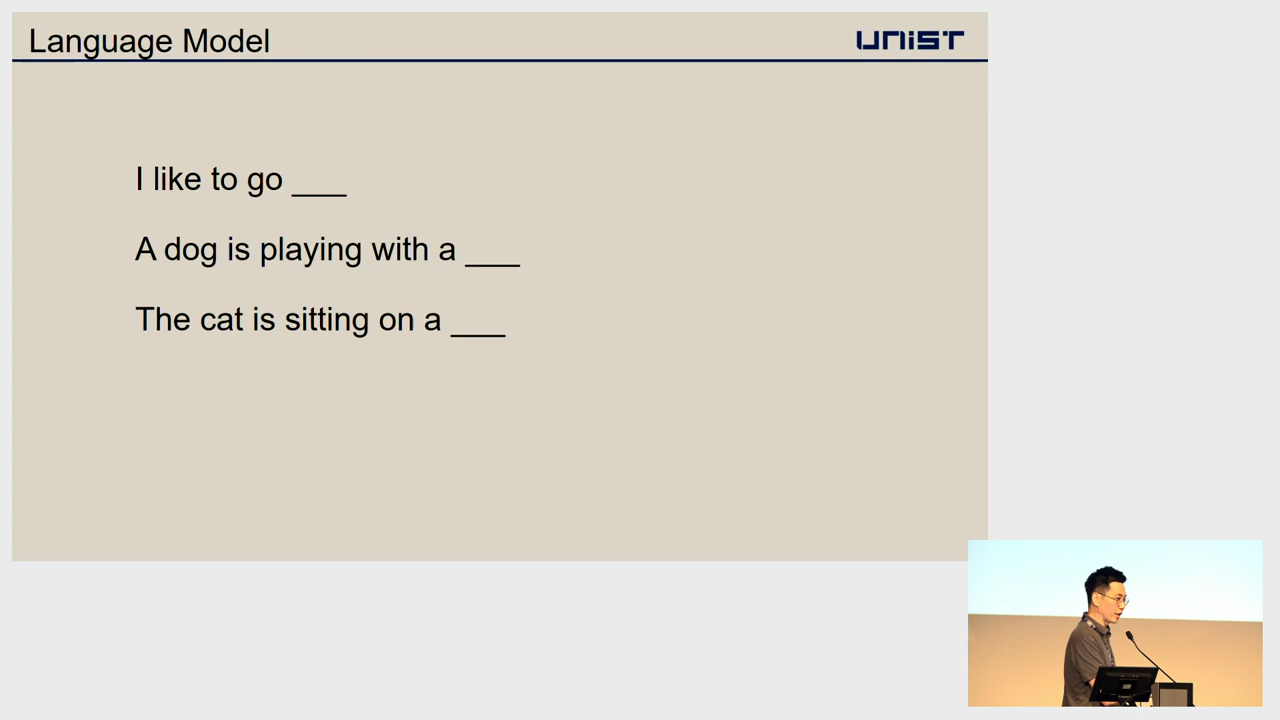 Language Model
UNIST
I like to go ___
A dog is playing with a ___
The cat is sitting on a ___